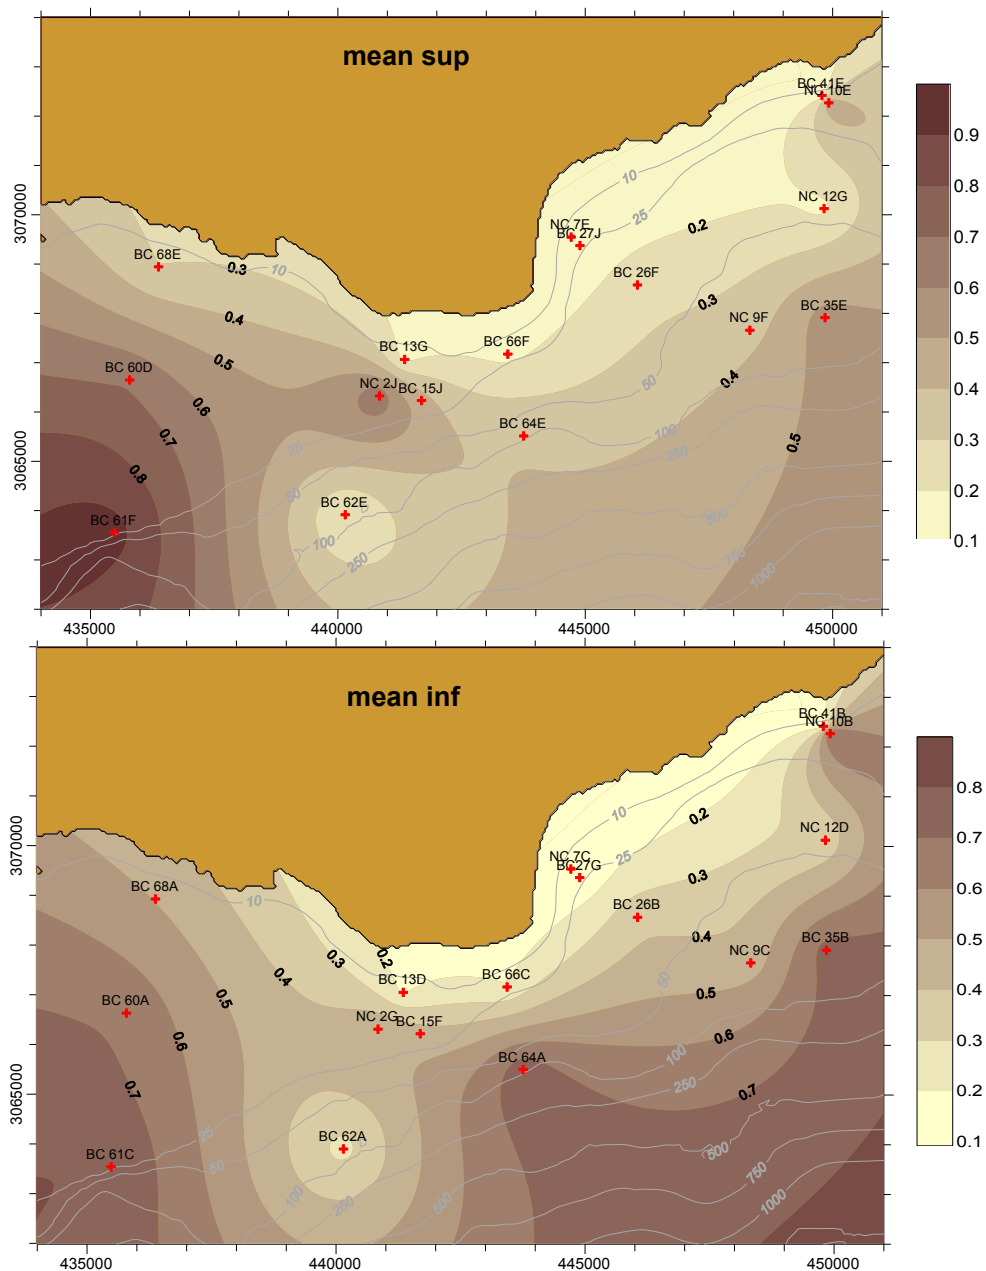 mean sup
BC 41E
NC 10E
0.9
10
0.8
25
NC 12G
3070000
NC 7E
0.2
BC 27J
0.7
BC 68E
0.3
10
BC 26F
0.6
0.3
BC 35E
0.4
NC 9F
0.5
BC 66F
BC 13G
0.5
BC 60D
0.4
NC 2J
BC 15J
50
0.4
0.6
BC 64E
100
0.3
0.7
25
250
0.5
3065000
0.8
50
0.2
BC 62E
BC 61F
500
100
0.1
250
750
1000
435000
440000
445000
450000
mean inf
BC 41B
NC 10B
0.8
10
0.2
NC 12D
0.7
3070000
25
NC 7C
BC27G
0.3
0.6
BC 68A
10
BC 26B
0.4
BC 35B
0.5
0.2
0.3
NC 9C
0.4
BC 13D
BC 66C
50
0.4
0.5
BC 60A
0.5
NC 2G
BC 15F
0.6
0.6
100
0.3
BC 64A
250
0.7
0.7
3065000
0.2
25
BC 62A
0.1
50
500
BC 61C
750
100
250
500
1000
435000
440000
445000
450000